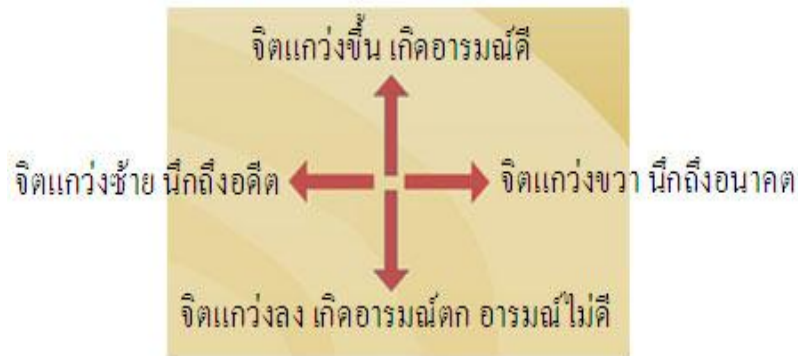 จิตแกว่งขึ้น เกิดอารมณ์ดี
จิตแกว่งซ้าย นึกถึงอดีต
จิตแกว่งขวา นึกถึงอนาคต
จิตแกว่งลง เกิดอารมณ์ตก อารมณ์ไม่ดี